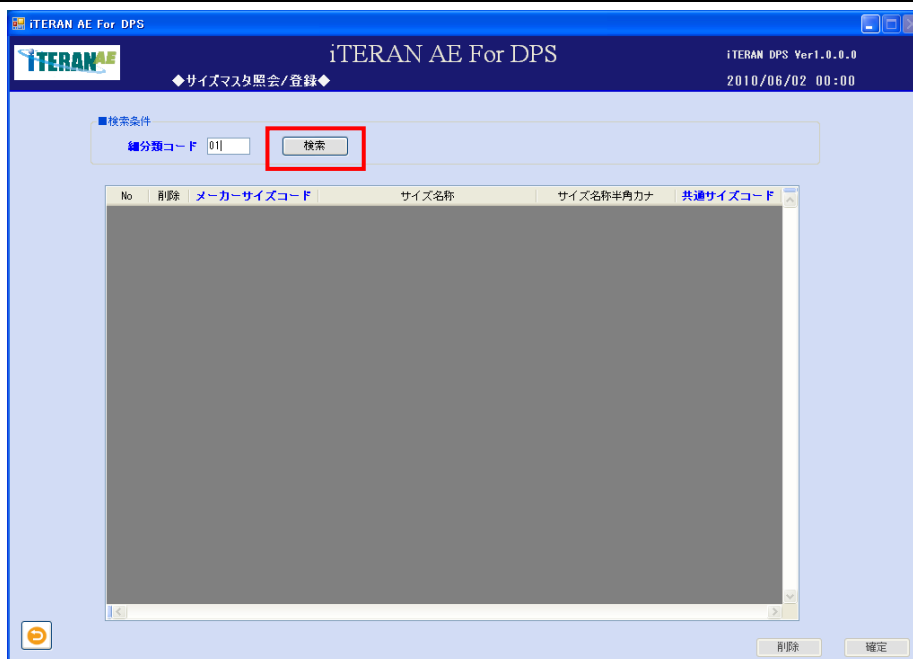 iTERAN AE For DPS
iTERAN AE
iTERAN AE For DPS
iTERAN DPS Ver1.0.0.0
◆サイズマスタ照会/登録◆
2010/06/02 00:00
■検索条件
細分類コード 01 検索
No 削除 メーカーサイズコード サイズ名称 サイズ名称半角カナ 共通サイズコード
削除 確定